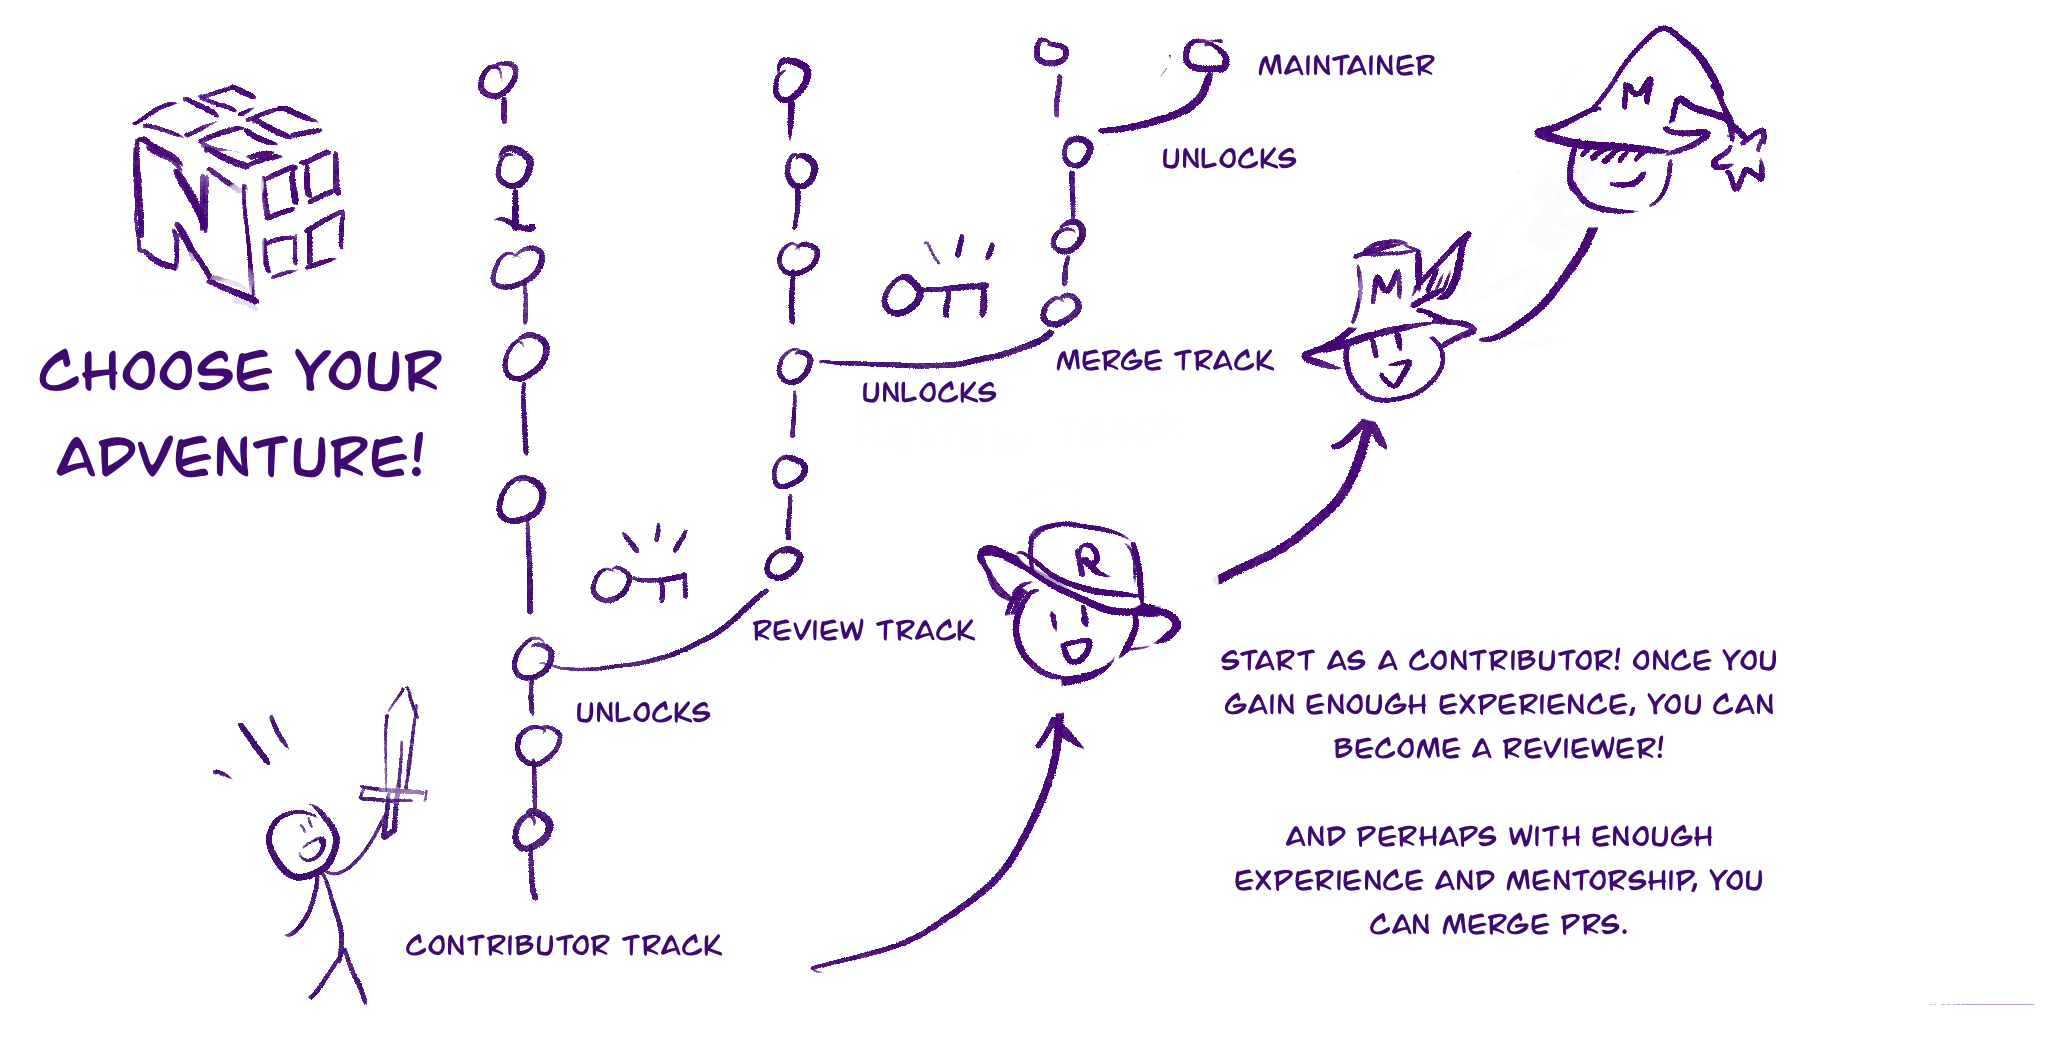 N
CHOOSE YOUR
ADVENTURE!
MAINTAINER
UNLOCKS
M
M
MERGE TRACK
UNLOCKS
R
REVIEW TRACK
UNLOCKS
CONTRIBUTOR TRACK
START AS A CONTRIBUTOR! ONCE YOU
GAIN ENOUGH EXPERIENCE, YOU CAN
BECOME A REVIEWER!
AND PERHAPS WITH ENOUGH
EXPERIENCE AND MENTORSHIP, YOU
CAN MERGE PRS.